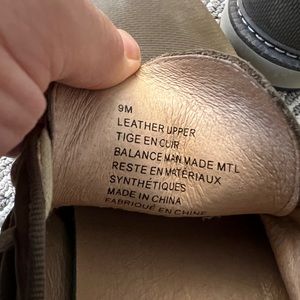 9M
LEATHER UPPER
TIGE EN CUIR
BALANCE MAN MADE MTL
RESTE EN MATÉRIAUX
SYNTHÉTIQUES
MADE IN CHINA
FABRIQUÉ EN CHINE